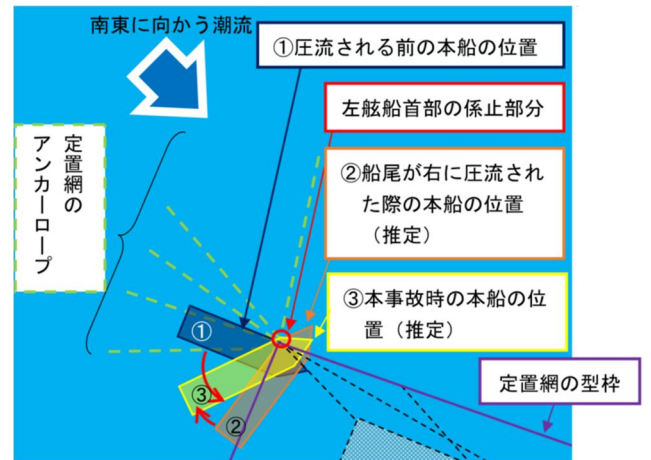 南東に向かう潮流
①圧流される前の本船の位置
左舷船首部の係止部分
定置網の
アンカーロープ
②船尾が右に圧流され
た際の本船の位置
（推定）
③本事故時の本船の位
置（推定）
定置網の型枠
①
③
②